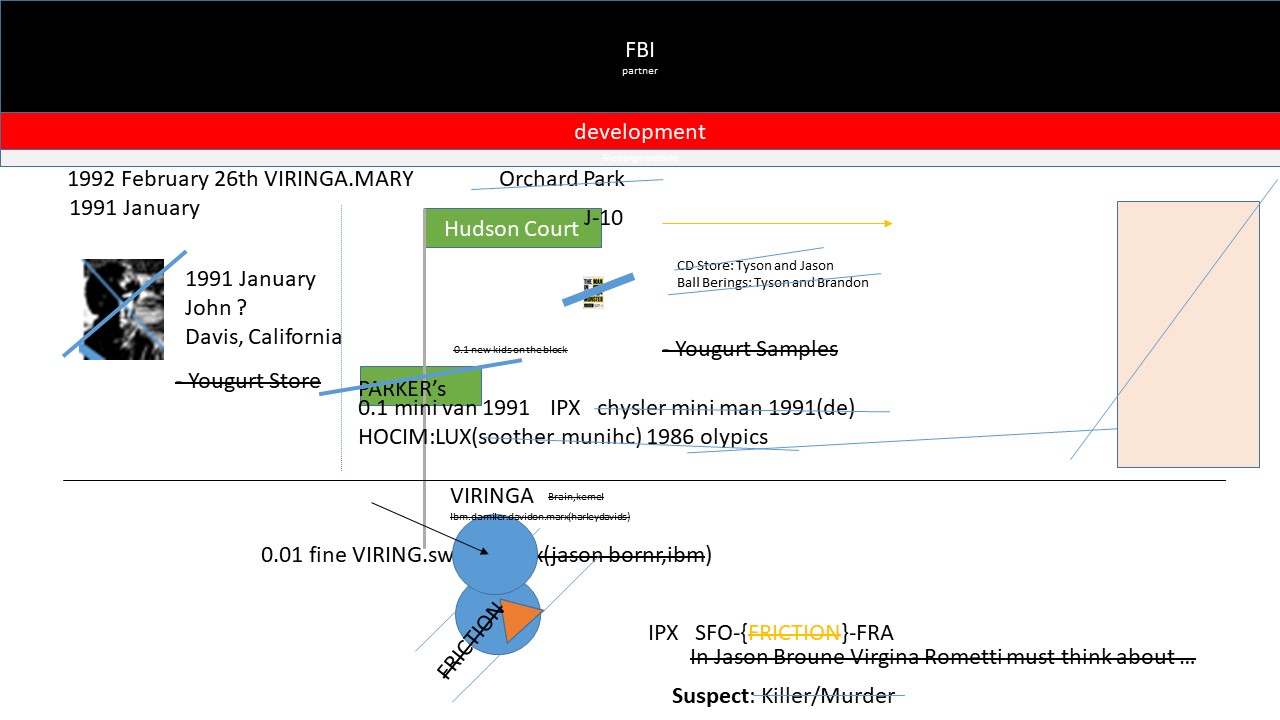 FBI
partner
development
1992 February 26th VIRINGA.MARY
Orchard Park
1991 January
J-10
Hudson Court
CD Store: Tyson and Jason
Ball Berings: Tyson and Brandon
1991 January
John ?
Davis, California
THE MAN
MONSTER
0.1 new kids on the block
- Yougurt Samples
- Yougurt Store
PARKER's
0.1 mini van 1991 IPX chysler mini man 1991(de)
HOCIM:LUX(soother munihc) 1986 olypics
VIRINGA Brain,kernel
Ibm.damiler.davidon.marx(harleydavids)
0.01 fine VIRING.sw x(jason bornr,ibm)
FRICTION
IPX SFO-{FRICTION}-FRA
In Jason Broune Virgina Rometti must think about ...
Suspect: Killer/Murder